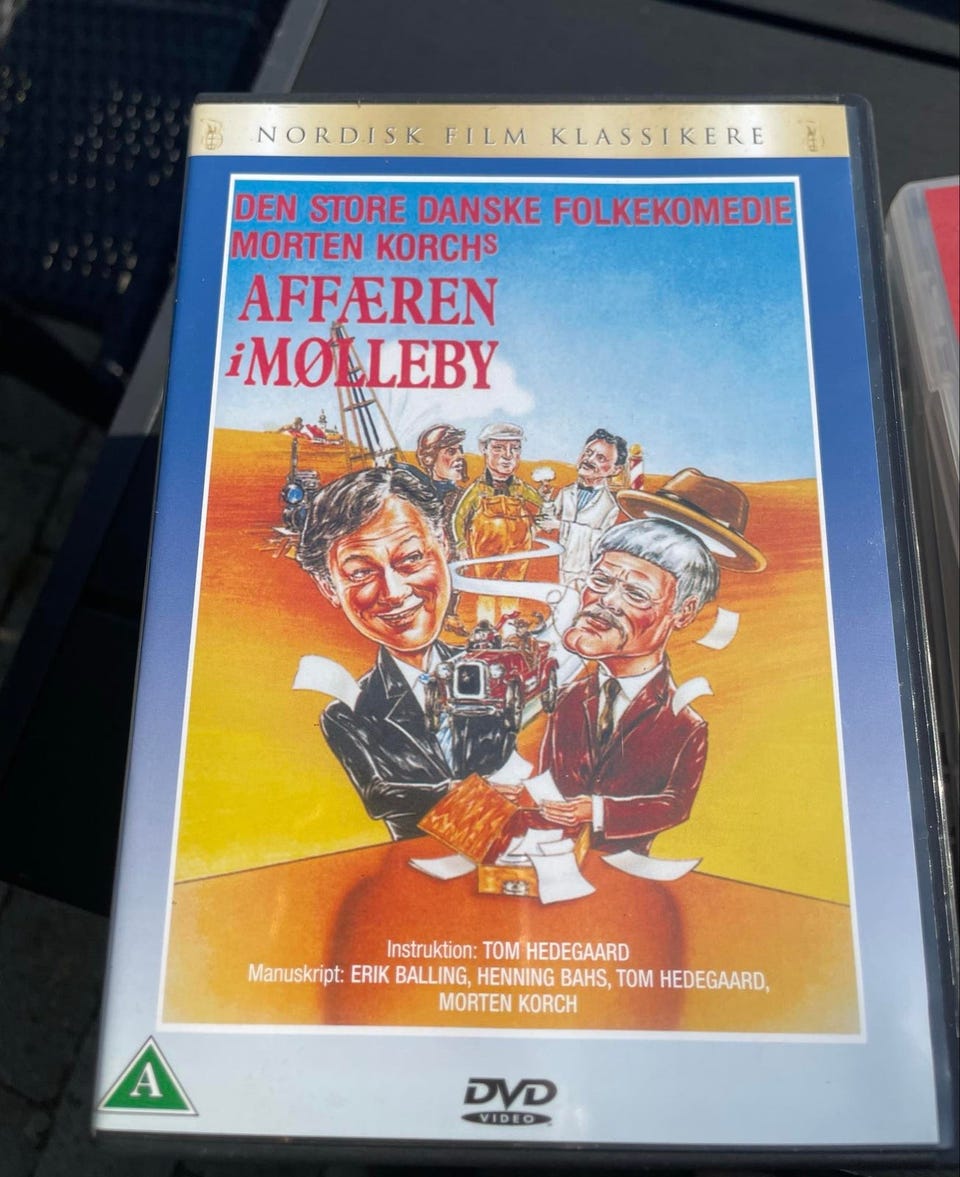 NORDISK FILM KLASSIKERE
DEN STORE DANSKE FOLKEKOMEDIE
MORTEN KORCHs
AFFÆREN
i MØLLEBY
Instruktion: TOM HEDEGAARD
Manuskript: ERIK BALLING, HENNING BAHS, TOM HEDEGAARD,
MORTEN KORCH
A
DVD
VIDEO